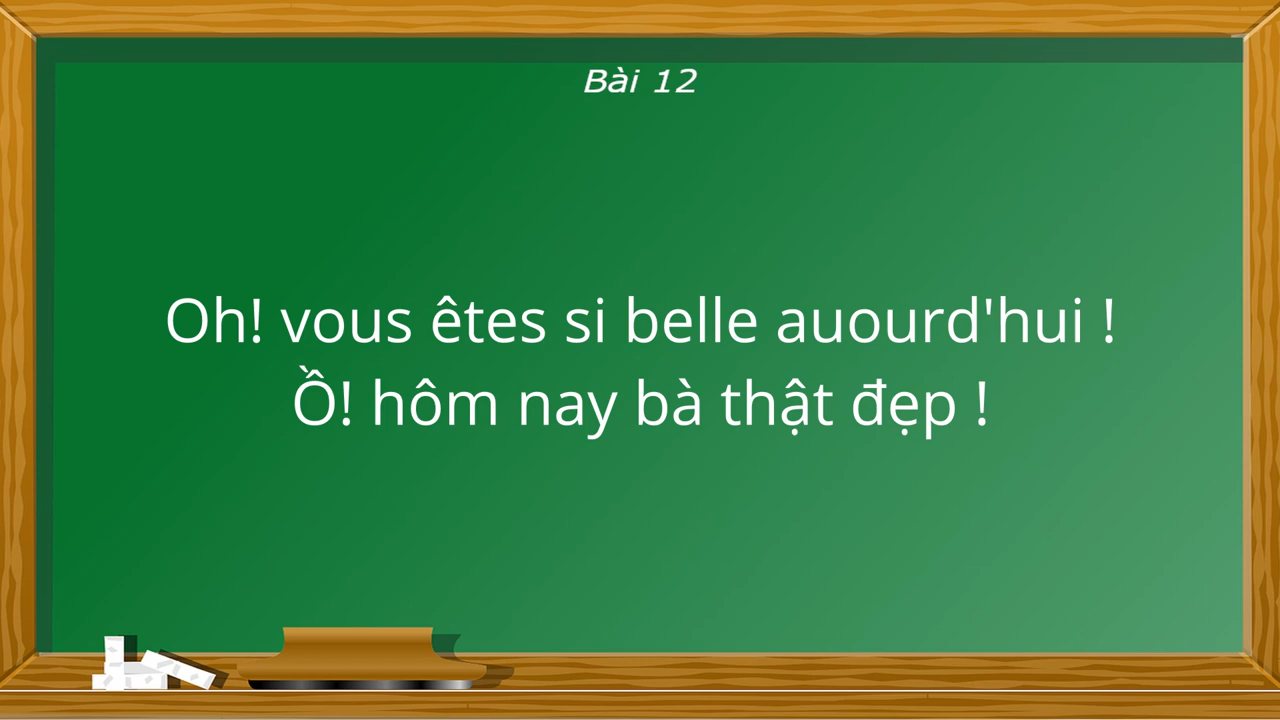 Bài 12
Oh! vous êtes si belle auourd'hui !
Ồ! hôm nay bà thật đẹp !